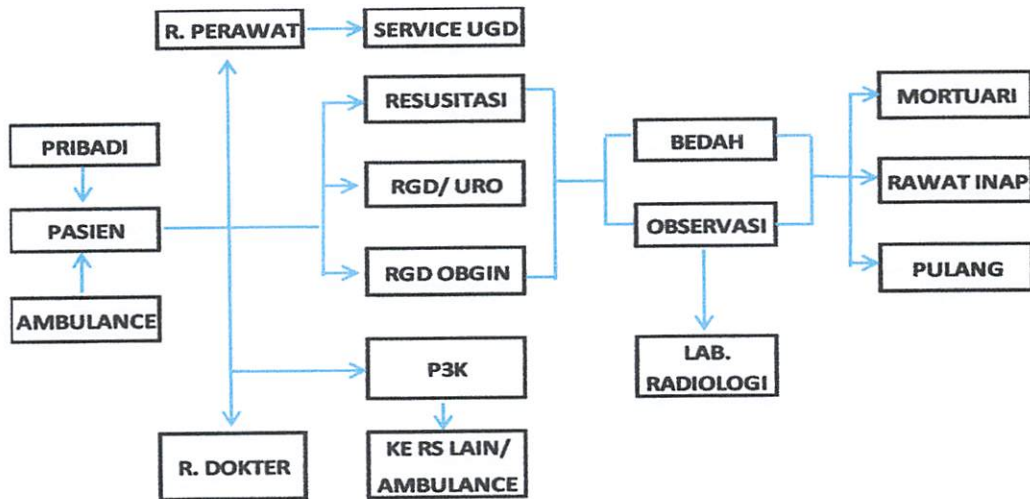 R. PERAWAT
SERVICE UGD
RESUSITASI
MORTUARI
PRIBADI
BEDAH
RGD/ URO
RAWAT INAP
PASIEN
OBSERVASI
RGD OBGIN
PULANG
AMBULANCE
P3K
LAB.
RADIOLOGI
R. DOKTER
KE RS LAIN/
AMBULANCE